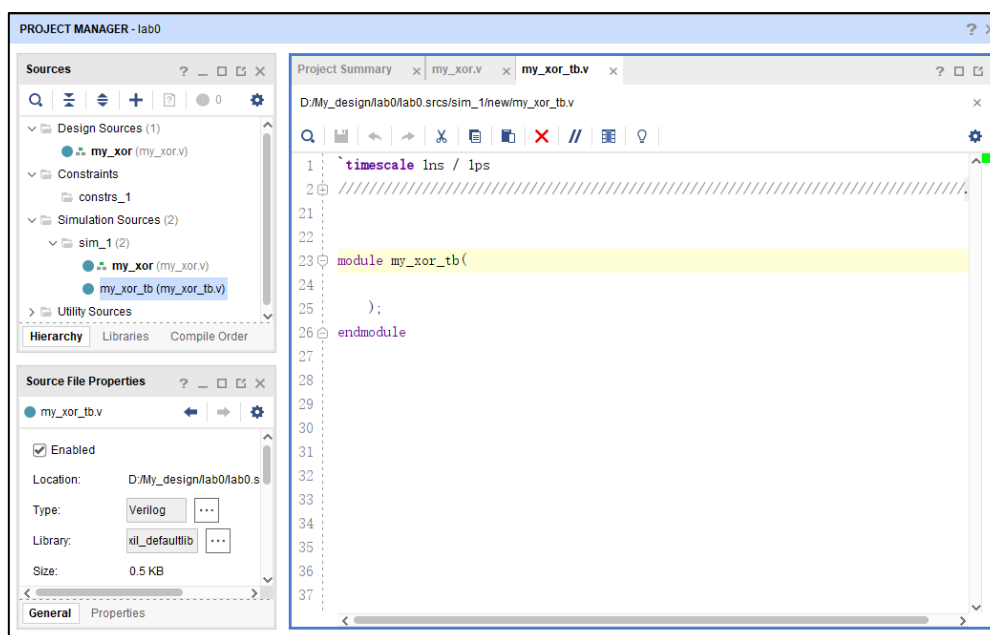 PROJECT MANAGER - lab0
?
Sources
? _
0
Design Sources (1)
my_xor (my_xor.v)
Constraints
constrs_1
Simulation Sources (2)
sim_1 (2)
my_xor (my_xor.v)
my_xor_tb (my_xor_tb.v)
Utility Sources
Hierarchy Libraries Compile Order
Source File Properties
? _
my_xor_tb.v
Enabled
Location: D:/My_design/lab0/lab0.s
Type: Verilog ...
Library: xil_defaultlib ...
Size: 0.5 KB
General Properties
Project Summary × my_xor.v × my_xor_tb.v ×
?
D:/My_design/lab0/lab0.srcs/sim_1/new/my_xor_tb.v ×
//
1 `timescale 1ns / 1ps
2 //////////////////////////////////////////////////////////////////////////////////.
21
22
23 module my_xor_tb(
24
25 );
26 endmodule
27
28
29
30
31
32
33
34
35
36
37